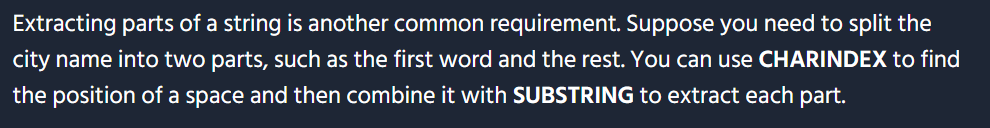 Extracting parts of a string is another common requirement. Suppose you need to split the
city name into two parts, such as the first word and the rest. You can use CHARINDEX to find
the position of a space and then combine it with SUBSTRING to extract each part.